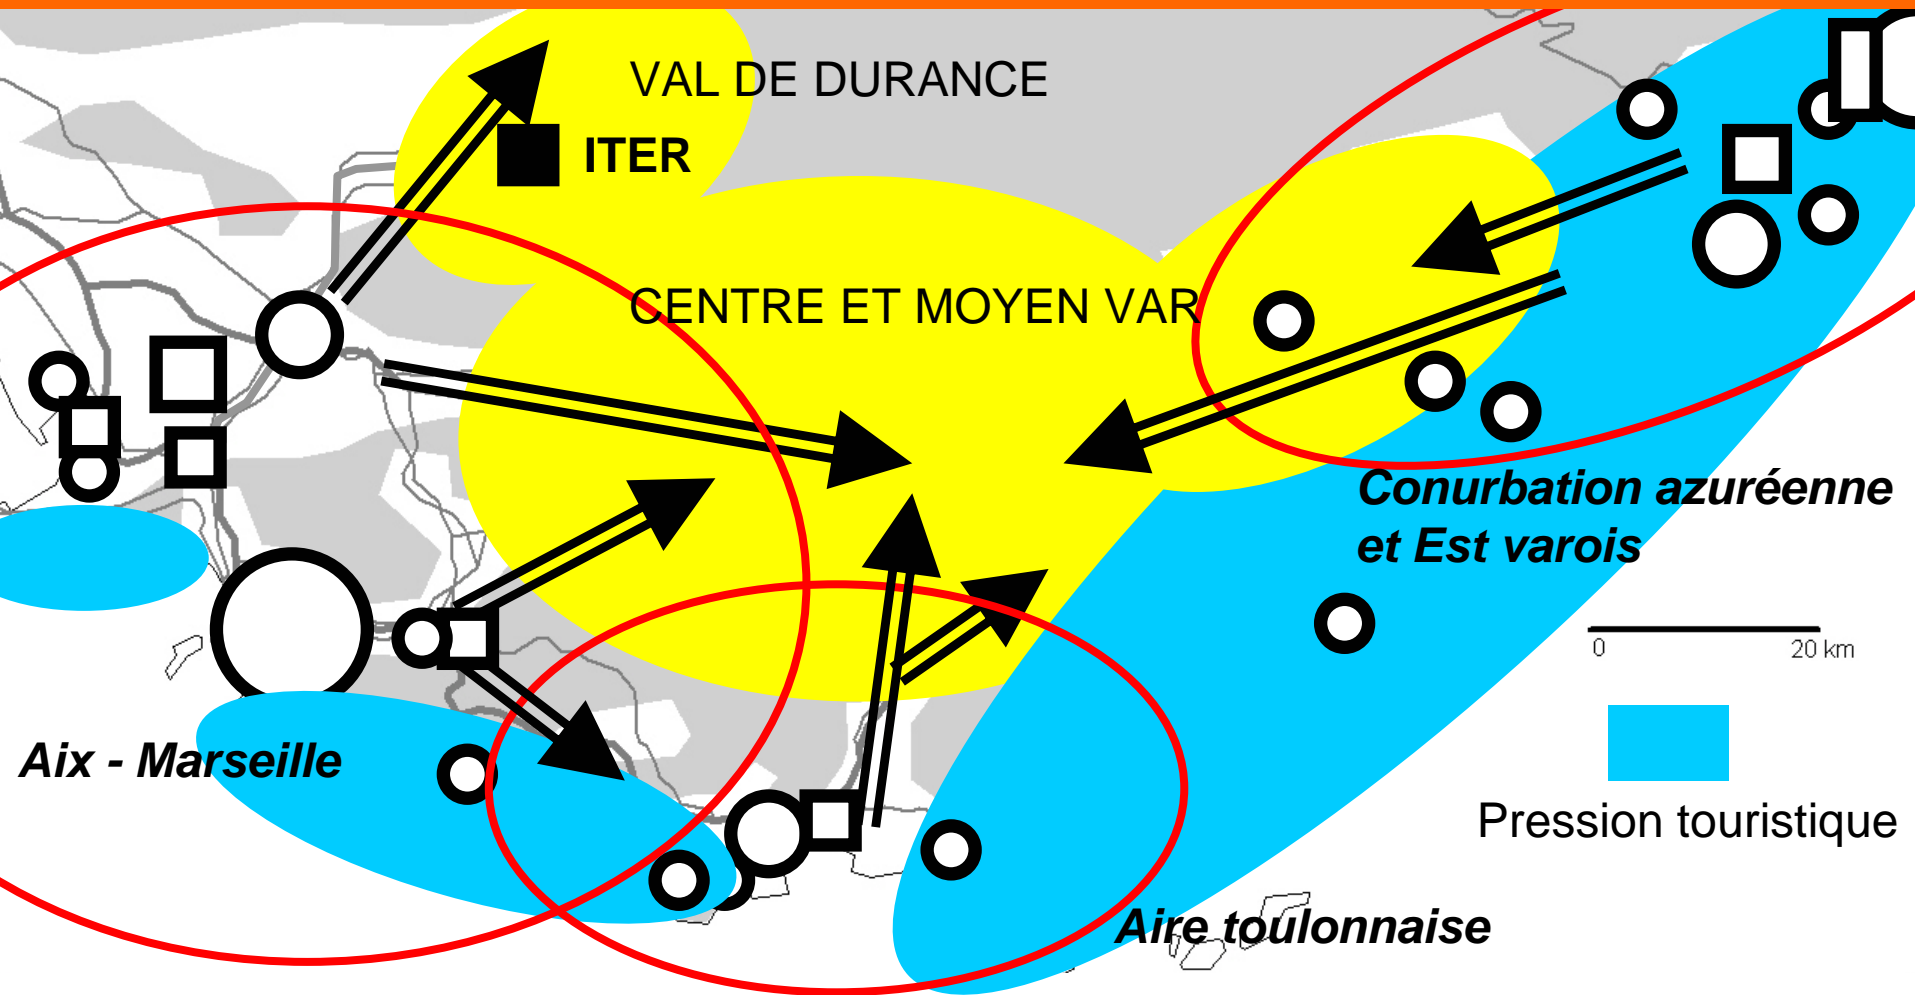 VAL DE DURANCE
ITER
CENTRE ET MOYEN VAR
Conurbation azuréenne
et Est varois
0 20 km
Aix - Marseille
Pression touristique
Aire toulonnaise